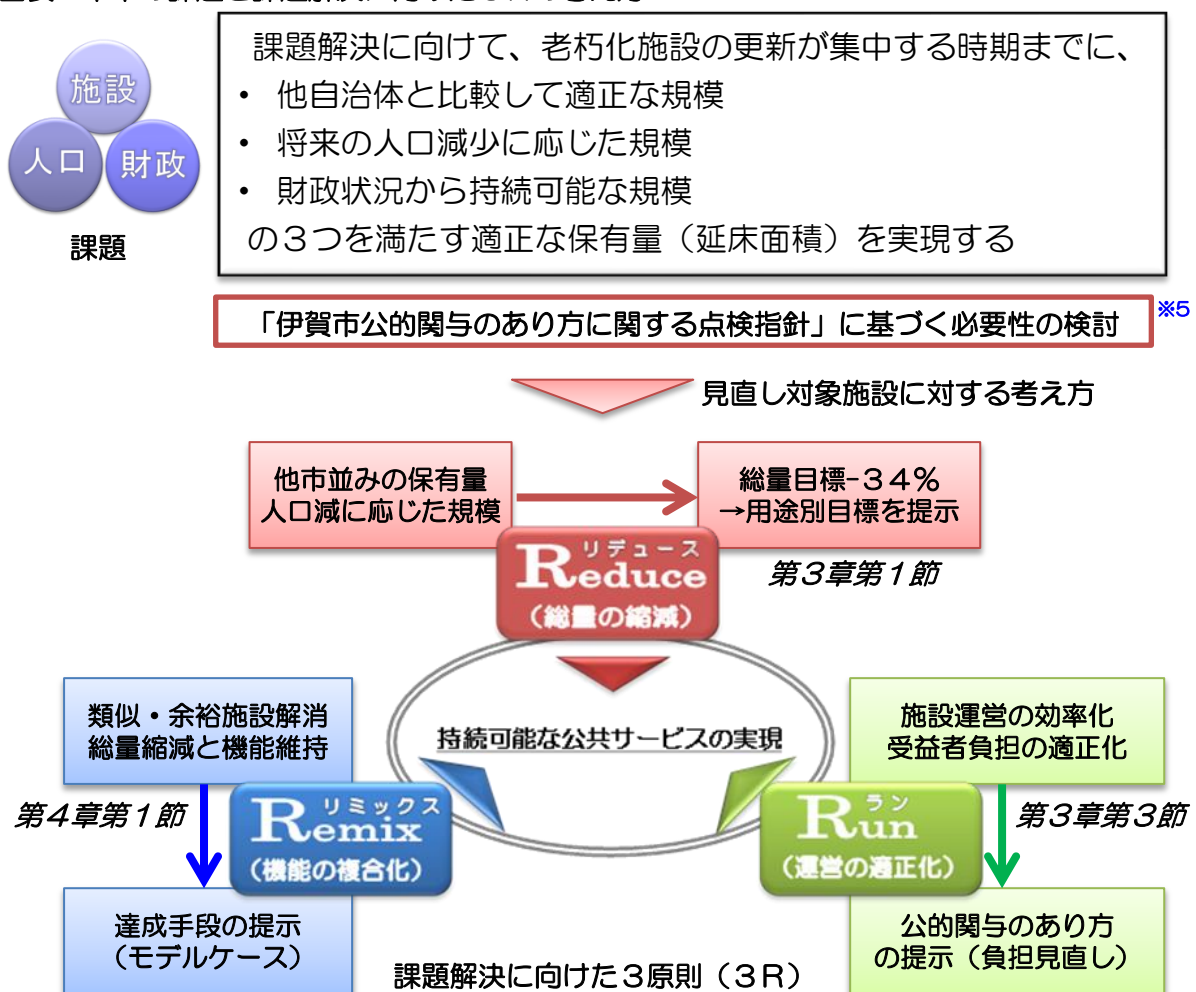 施設
人口
財政
課題
課題解決に向けて、老朽化施設の更新が集中する時期までに、
・ 他自治体と比較して適正な規模
・ 将来の人口減少に応じた規模
・ 財政状況から持続可能な規模
の３つを満たす適正な保有量（延床面積）を実現する
「伊賀市公的関与のあり方に関する点検指針」に基づく必要性の検討
※5
見直し対象施設に対する考え方
他市並みの保有量
人口減に応じた規模
総量目標-３４％
→用途別目標を提示
リデュース
Reduce
（総量の縮減）
第３章第１節
持続可能な公共サービスの実現
類似・余裕施設解消
総量縮減と機能維持
第４章第１節
リミックス
Remix
（機能の複合化）
達成手段の提示
（モデルケース）
施設運営の効率化
受益者負担の適正化
第３章第３節
ラン
Run
（運営の適正化）
公的関与のあり方
の提示（負担見直し）
課題解決に向けた３原則（３Ｒ）